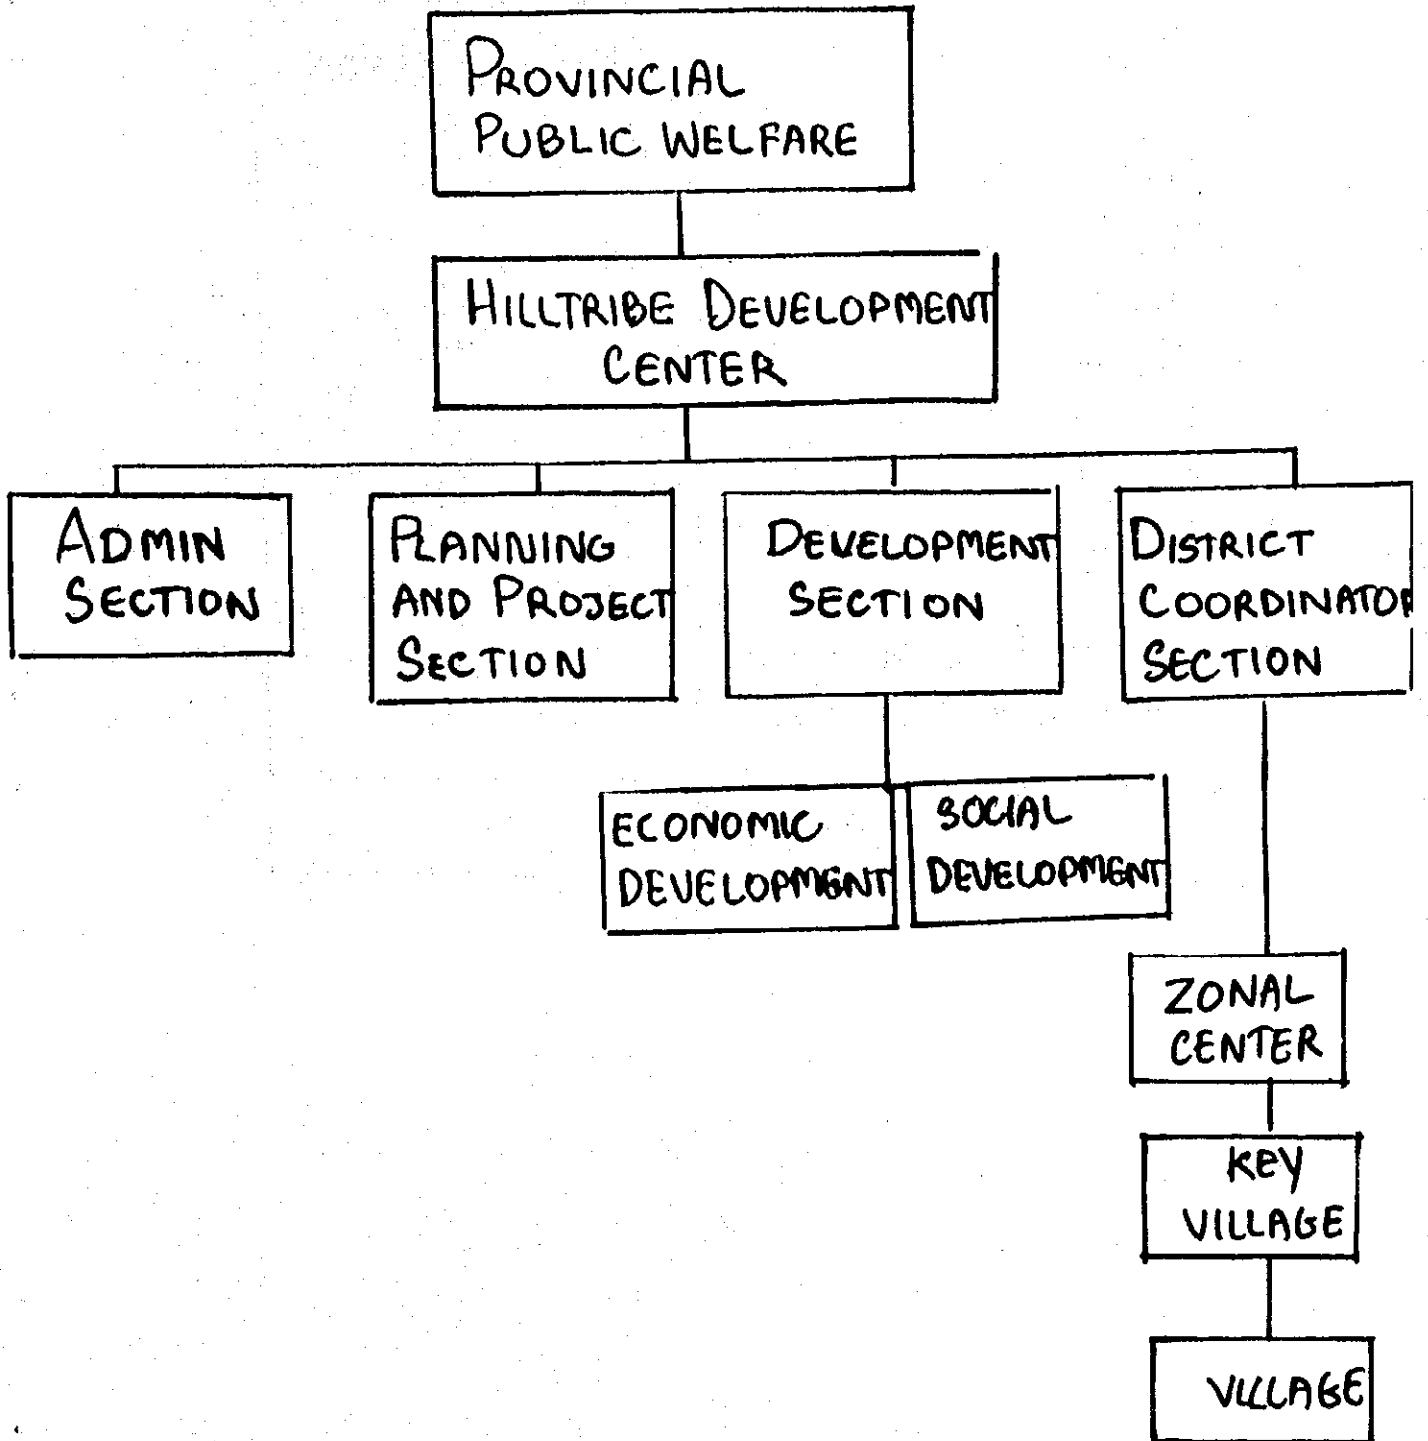 PROVINCIAL
PUBLIC WELFARE
HILLTRIBE DEVELOPMENT
CENTER
ADMIN
SECTION
PLANNING
AND PROJECT
SECTION
DEVELOPMENT
SECTION
DISTRICT
COORDINATOR
SECTION
ECONOMIC
DEVELOPMENT
SOCIAL
DEVELOPMENT
ZONAL
CENTER
KEY
VILLAGE
VILLAGE